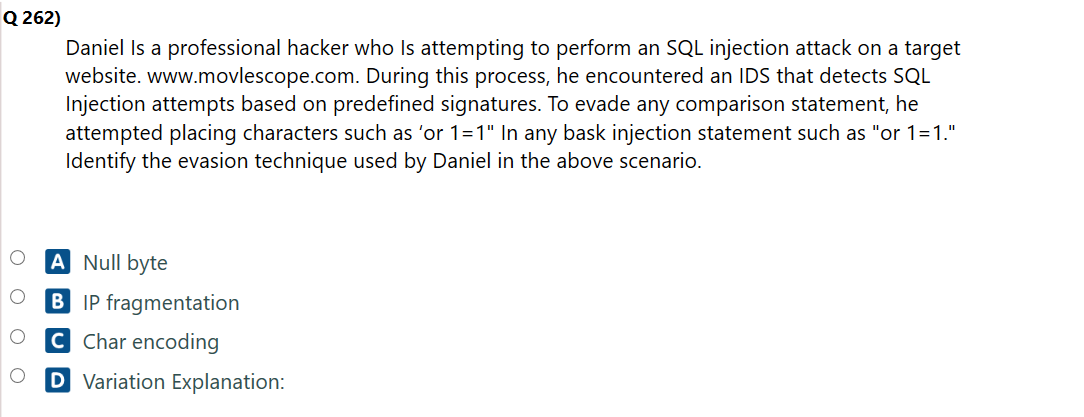 Q 262)
Daniel Is a professional hacker who Is attempting to perform an SQL injection attack on a target
website. www.movlescope.com. During this process, he encountered an IDS that detects SQL
Injection attempts based on predefined signatures. To evade any comparison statement, he
attempted placing characters such as ‘or 1=1" In any bask injection statement such as "or 1=1."
Identify the evasion technique used by Daniel in the above scenario.
A Null byte
B IP fragmentation
C Char encoding
D Variation Explanation: